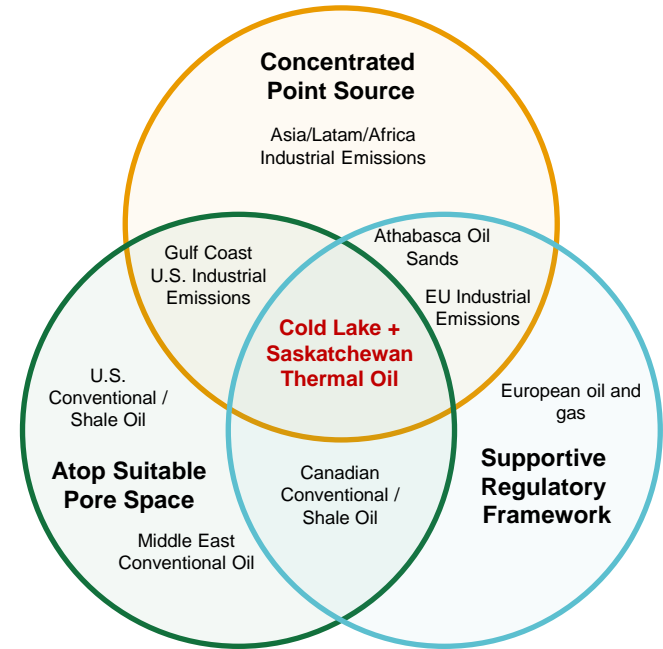 Concentrated
Point Source
Asia/Latam/Africa
Industrial Emissions
Gulf Coast
U.S. Industrial
Emissions
Athabasca Oil
Sands
EU Industrial
Emissions
Cold Lake +
Saskatchewan
Thermal Oil
U.S.
Conventional /
Shale Oil
European oil and
gas
Atop Suitable
Pore Space
Canadian
Conventional /
Shale Oil
Supportive
Regulatory
Framework
Middle East
Conventional Oil